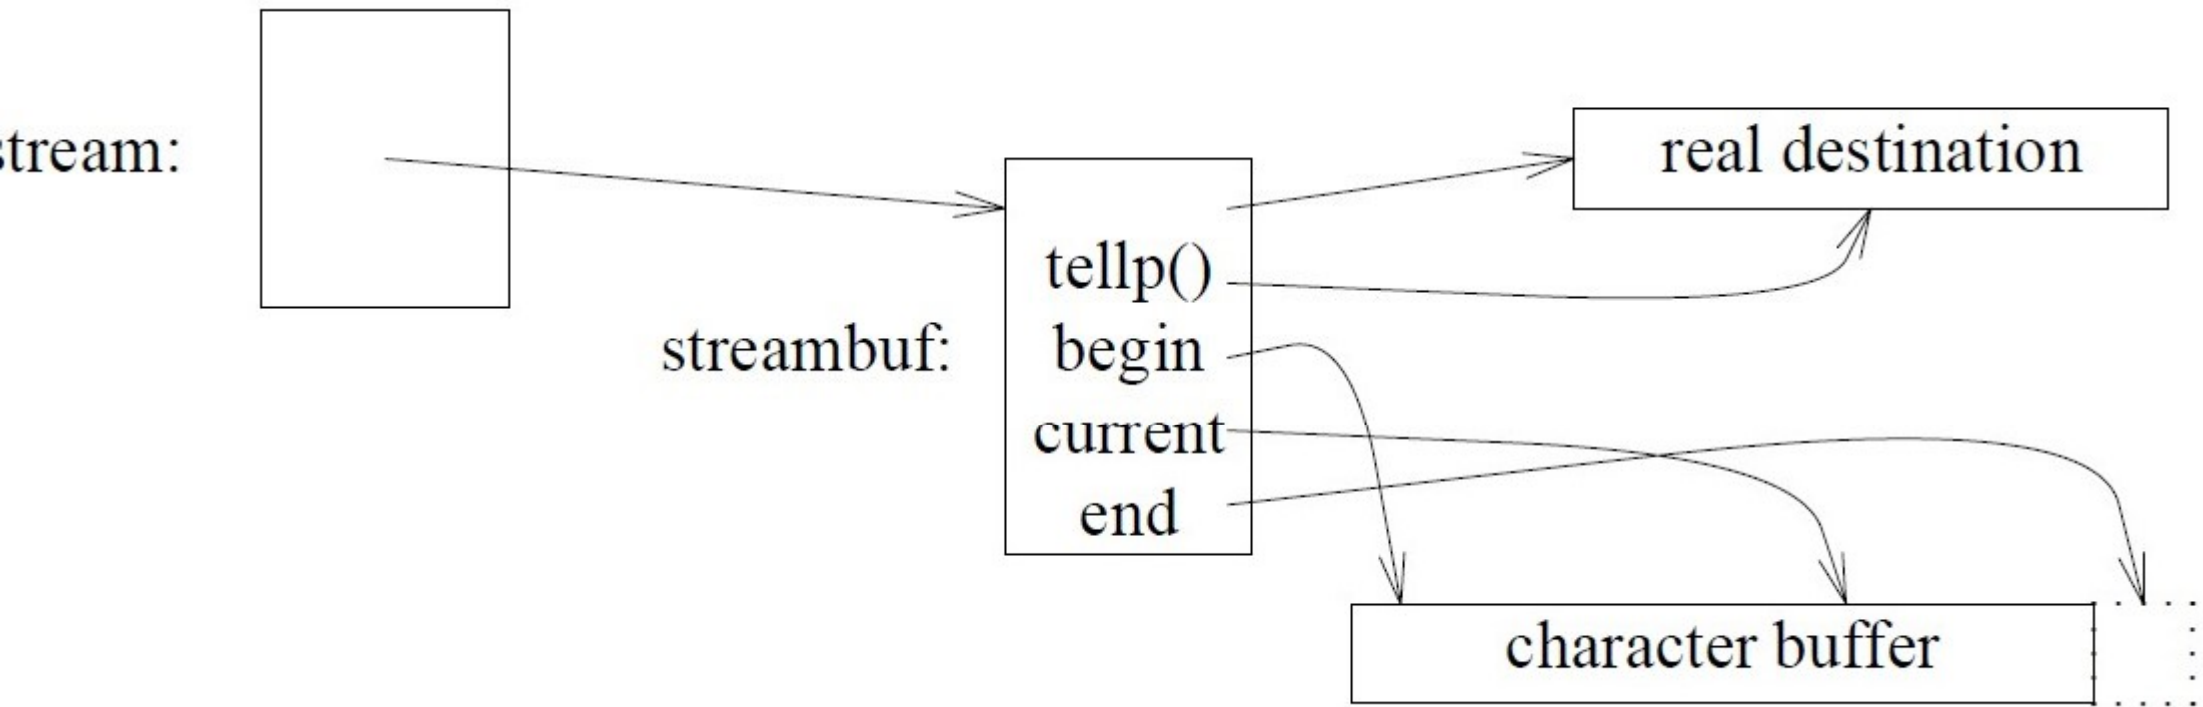 stream:
real destination
tellp()
streambuf:
begin
current
end
character buffer